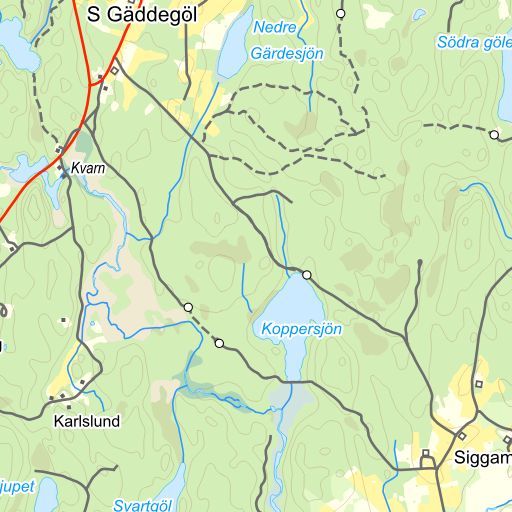 S Gäddegöl
Nedre
Gärdesjön
Södra göle
Kvarn
Koppersjön
Karlslund
Siggam
jupet
Svartgöl